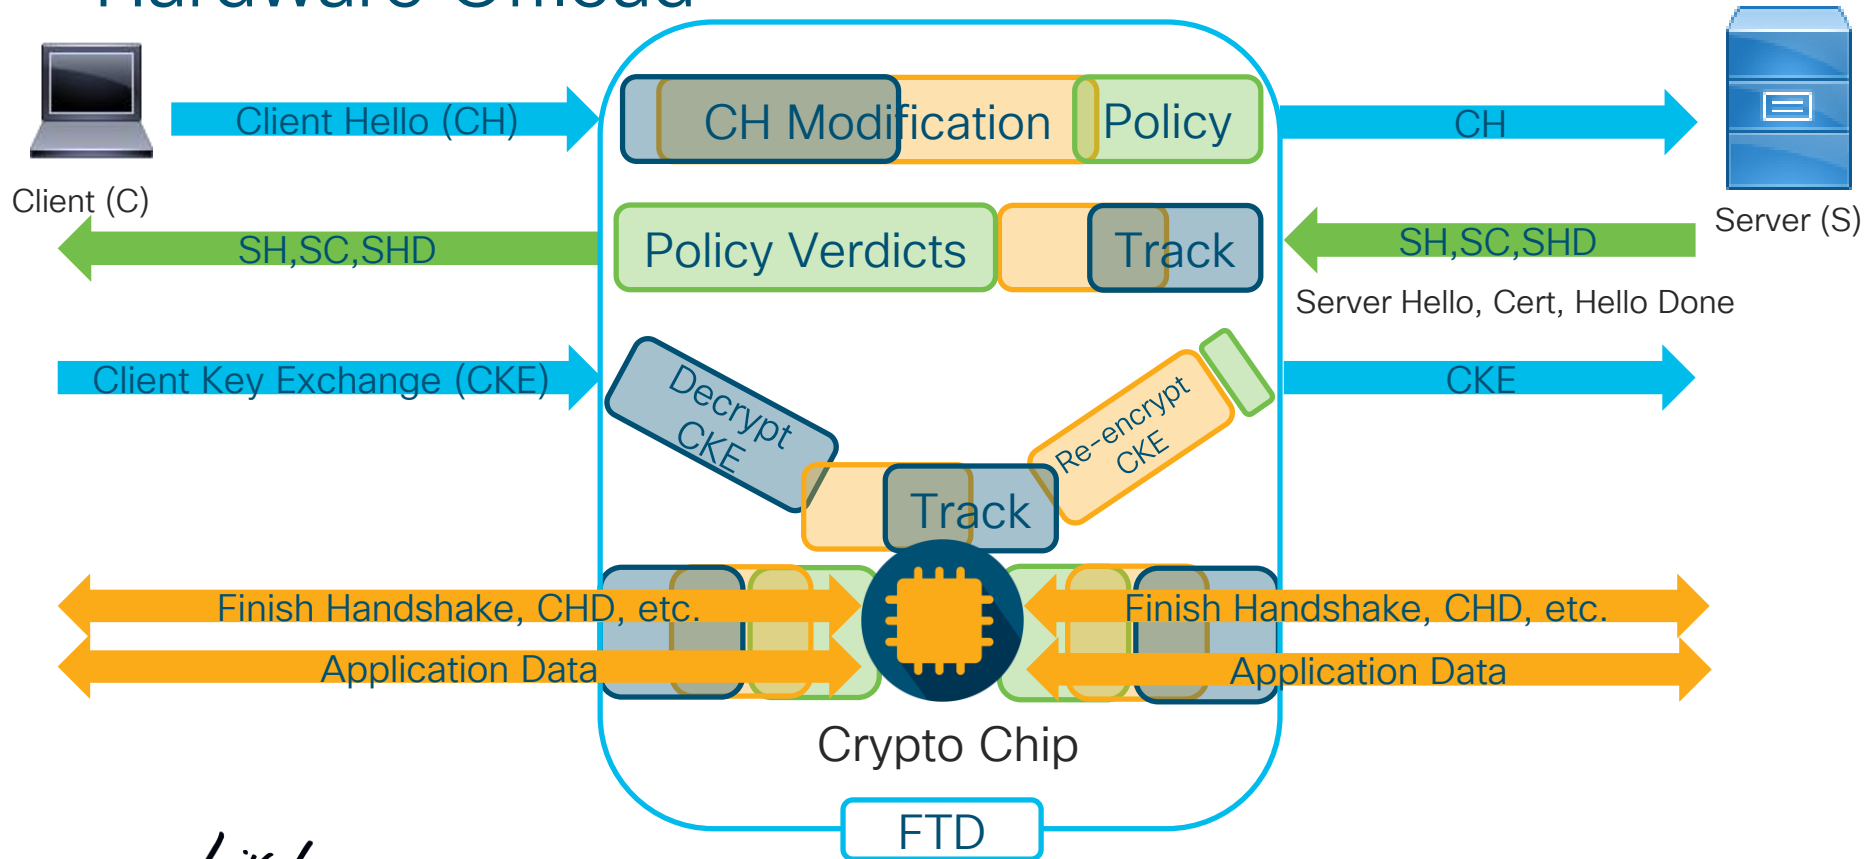 Hardware Offload
Client Hello (CH)
CH Modification
Policy
CH
Client (C)
Server (S)
SH,SC,SHD
Policy Verdicts
Track
SH,SC,SHD
Server Hello, Cert, Hello Done
Client Key Exchange (CKE)
Decrypt
CKE
Re-encrypt
CKE
CKE
Track
Finish Handshake, CHD, etc.
Finish Handshake, CHD, etc.
Application Data
Application Data
Crypto Chip
FTD